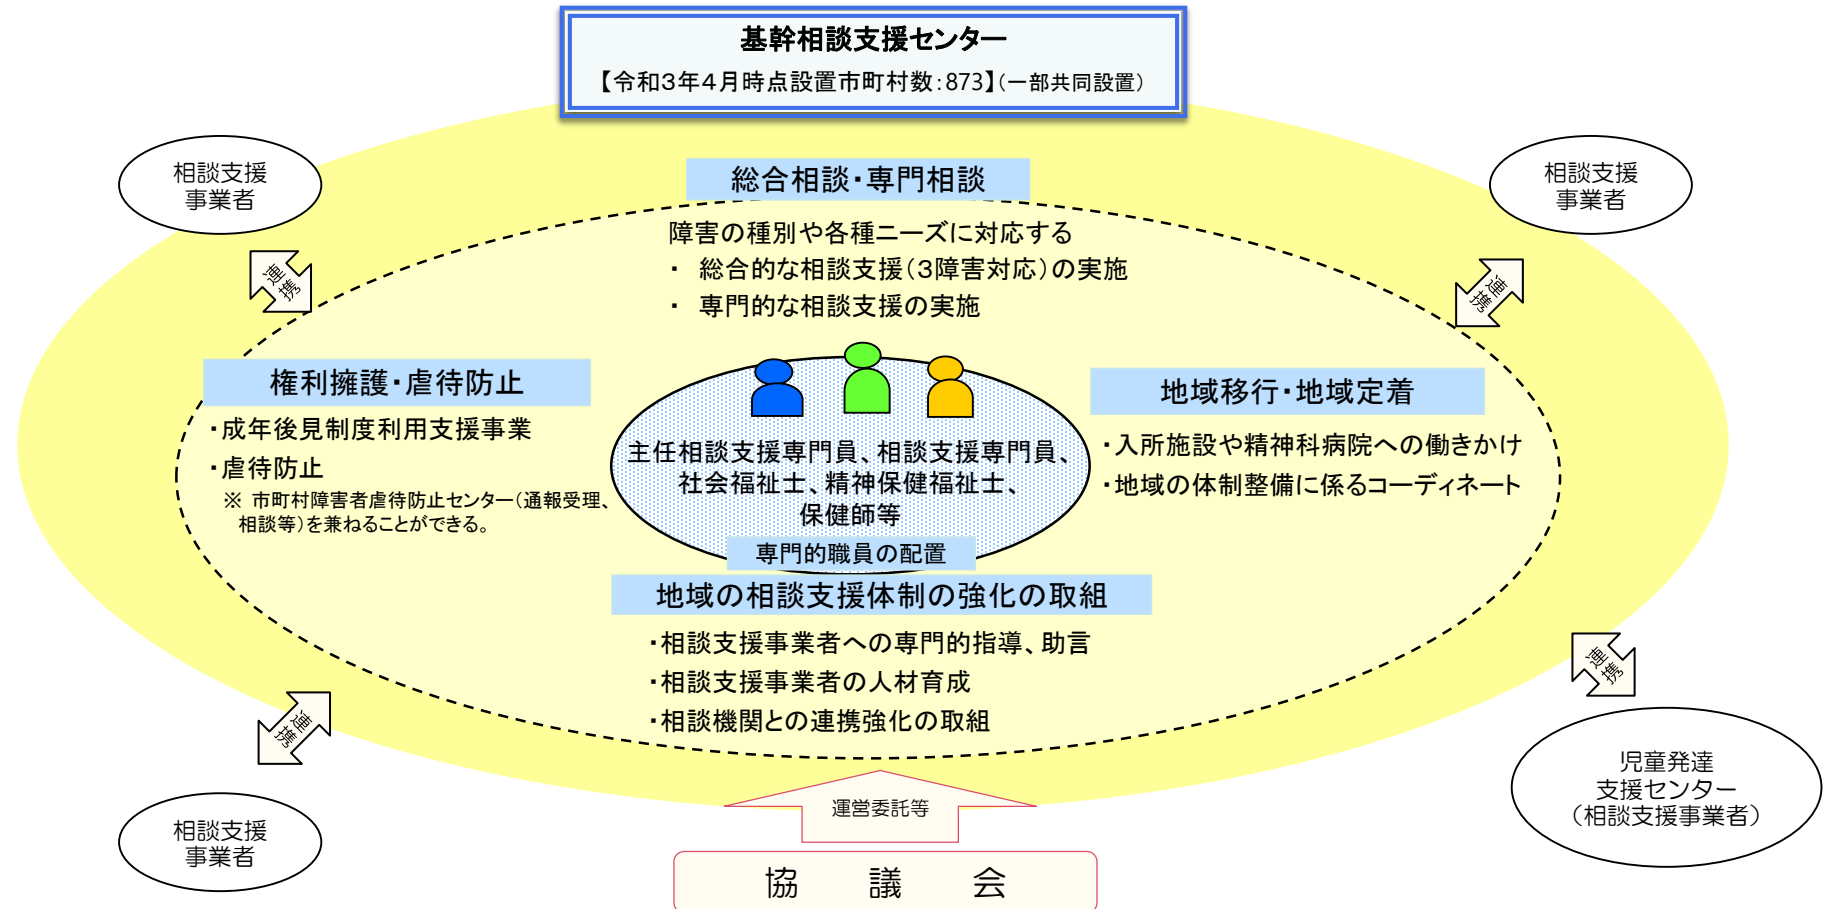 基幹相談支援センター
【令和3年4月時点設置市町村数:873】(一部共同設置)
相談支援
事業者
相談支援
事業者
総合相談・専門相談
障害の種別や各種ニーズに対応する
・ 総合的な相談支援(3障害対応)の実施
・ 専門的な相談支援の実施
連携
連携
権利擁護・虐待防止
・成年後見制度利用支援事業
・虐待防止
※ 市町村障害者虐待防止センター(通報受理、
相談等)を兼ねることができる。
主任相談支援専門員、相談支援専門員、
社会福祉士、精神保健福祉士、
保健師等
専門的職員の配置
地域移行・地域定着
・入所施設や精神科病院への働きかけ
・地域の体制整備に係るコーディネート
地域の相談支援体制の強化の取組
・相談支援事業者への専門的指導、助言
・相談支援事業者の人材育成
・相談機関との連携強化の取組
連携
連携
相談支援
事業者
運営委託等
協 議 会
児童発達
支援センター
(相談支援事業者)